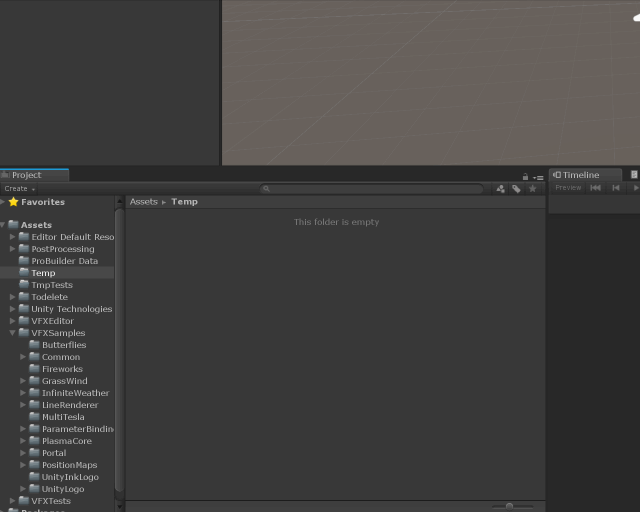 Project
Timeline
Create
Preview
Favorites
Assets ▸ Temp
This folder is empty
Assets
Editor Default Reso
PostProcessing
ProBuilder Data
Temp
TmpTests
Todelete
Unity Technologies
VFXEditor
VFXSamples
Butterflies
Common
Fireworks
GrassWind
InfiniteWeather
LineRenderer
MultiTesla
ParameterBindin
PlasmaCore
Portal
PositionMaps
UnityInkLogo
UnityLogo
VFXTests